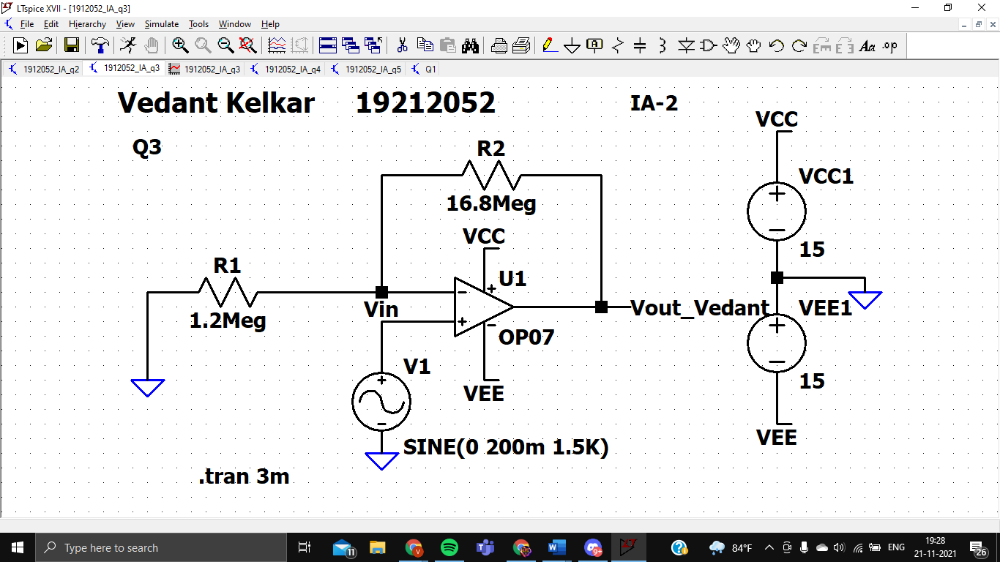 LTspice XVII - [1912052_IA_q3]
File Edit Hierarchy View Simulate Tools Window Help
Aa .op
1912052_IA_q2 1912052_IA_q3 1912052_IA_q3 1912052_IA_q4 1912052_IA_q5 Q1
Vedant Kelkar 19212052 IA-2
VCC
Q3
R2
VCC1
16.8Meg
VCC
15
R1
U1
1.2Meg
Vin
Vout_Vedant
VEE1
OP07
V1
15
VEE
VEE
SINE(0 200m 1.5K)
.tran 3m
Type here to search
11
9+
84°F
ENG
19:28
21-11-2021
26